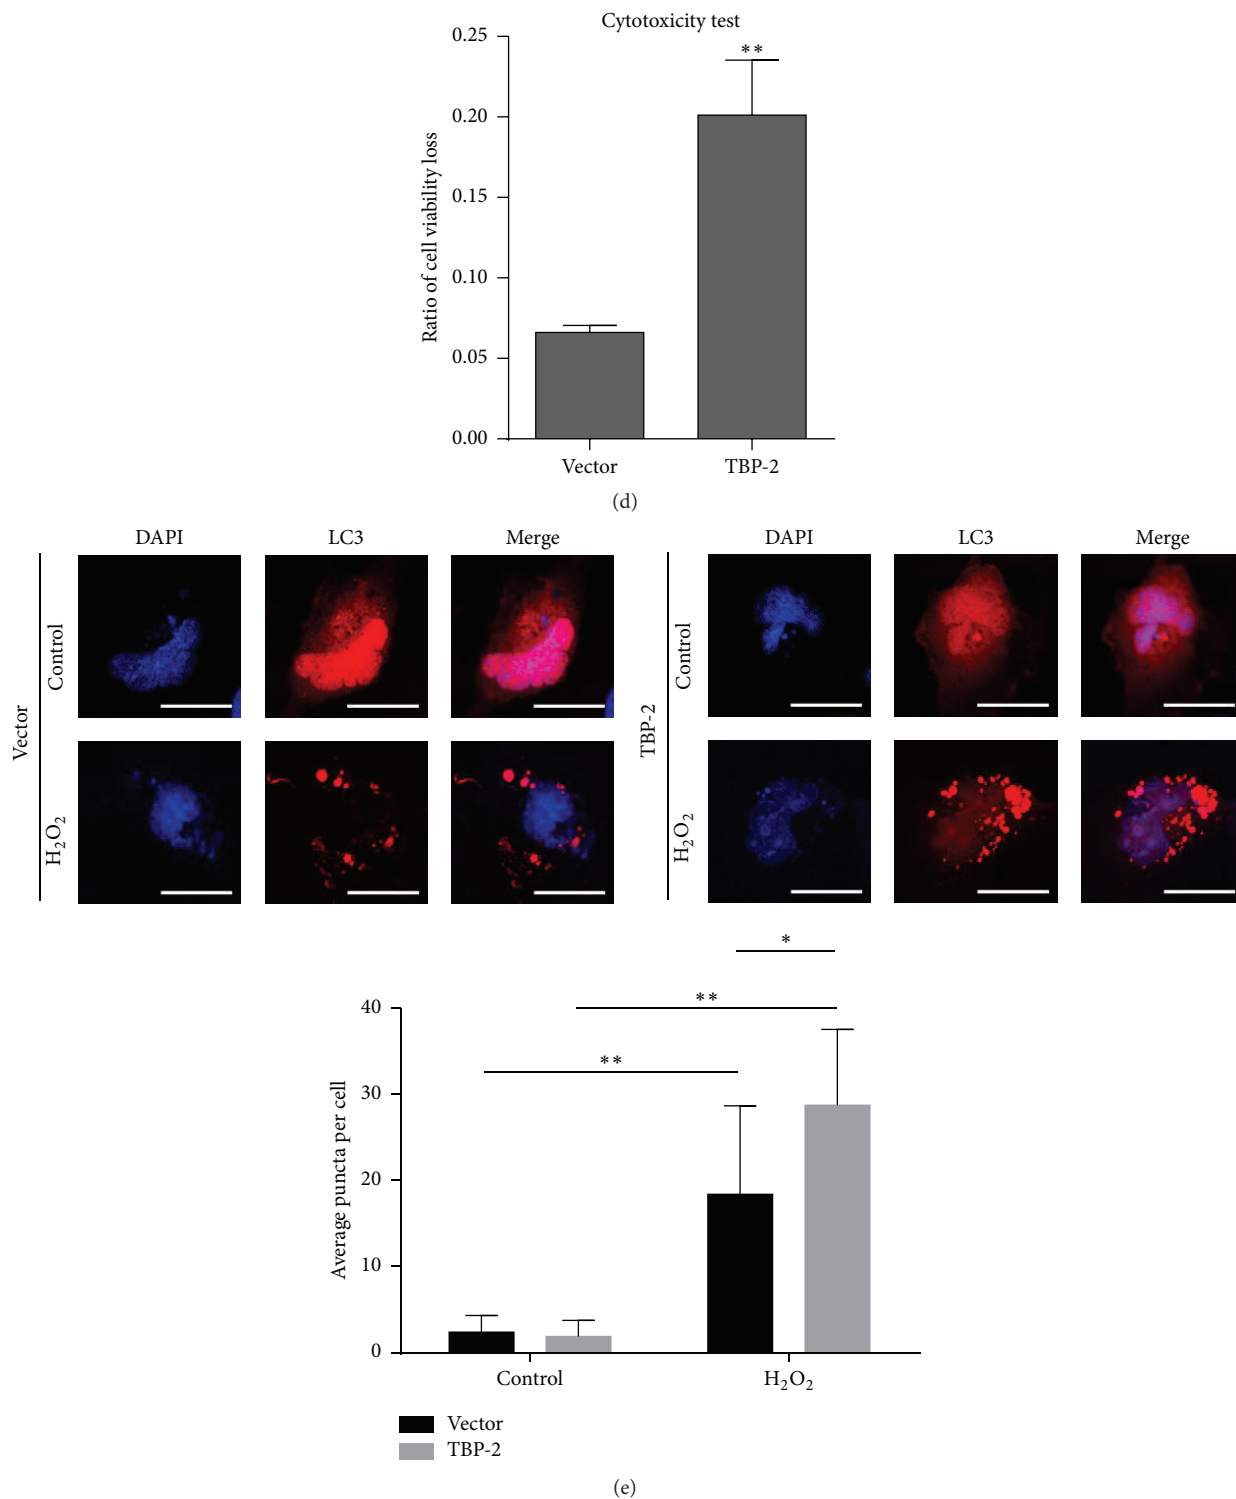 Cytotoxicity test
**
0.25
0.20
0.15
0.10
0.05
0.00
Ratio of cell viability loss
Vector
TBP-2
(d)
DAPI
LC3
Merge
DAPI
LC3
Merge
Vector
Control
H₂O₂
TBP-2
Control
H₂O₂
*
**
**
40
30
20
10
0
Average puncta per cell
Control
H₂O₂
Vector
TBP-2
(e)